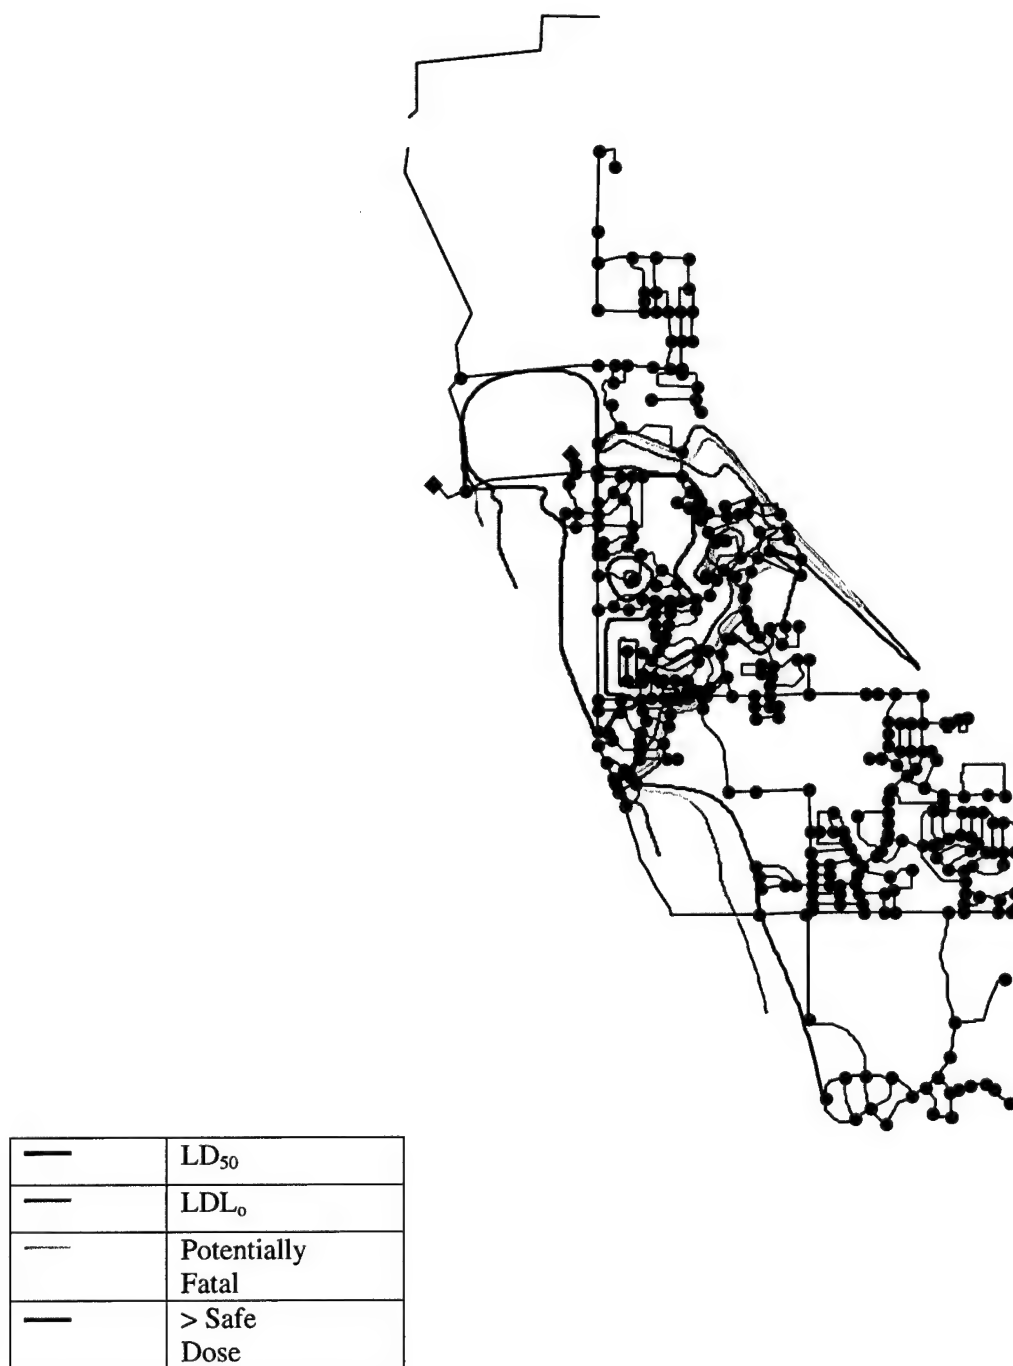 LD₅₀
LDLₒ
Potentially
Fatal
> Safe
Dose